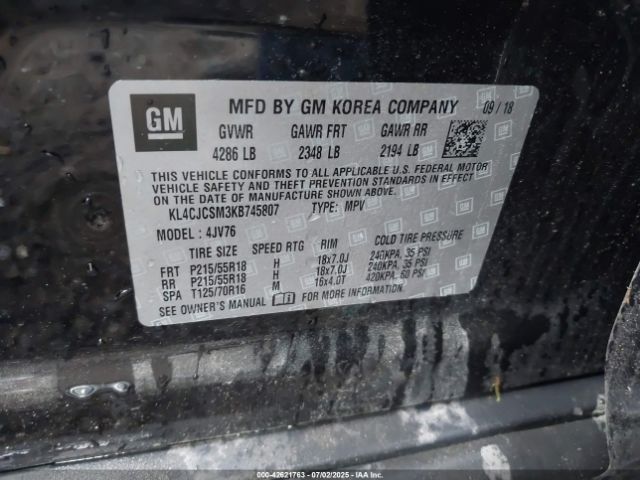 GM
MFD BY GM KOREA COMPANY 09/18
GVWR GAWR FRT GAWR RR
4286 LB 2348 LB 2194 LB
THIS VEHICLE CONFORMS TO ALL APPLICABLE U.S. FEDERAL MOTOR
VEHICLE SAFETY AND THEFT PREVENTION STANDARDS IN EFFECT
ON THE DATE OF MANUFACTURE SHOWN ABOVE.
KL4CJCSM3KB745807 TYPE: MPV
MODEL: 4JV76
TIRE SIZE SPEED RTG RIM COLD TIRE PRESSURE
FRT P215/55R18 H 18x7.0J 240KPA, 35 PSI
RR P215/55R18 H 18x7.0J 240KPA, 35 PSI
SPA T125/70R16 M 16x4.0T 420KPA, 60 PSI
SEE OWNER'S MANUAL FOR MORE INFORMATION
000-42621763 07/02/2025 IAAI.COM